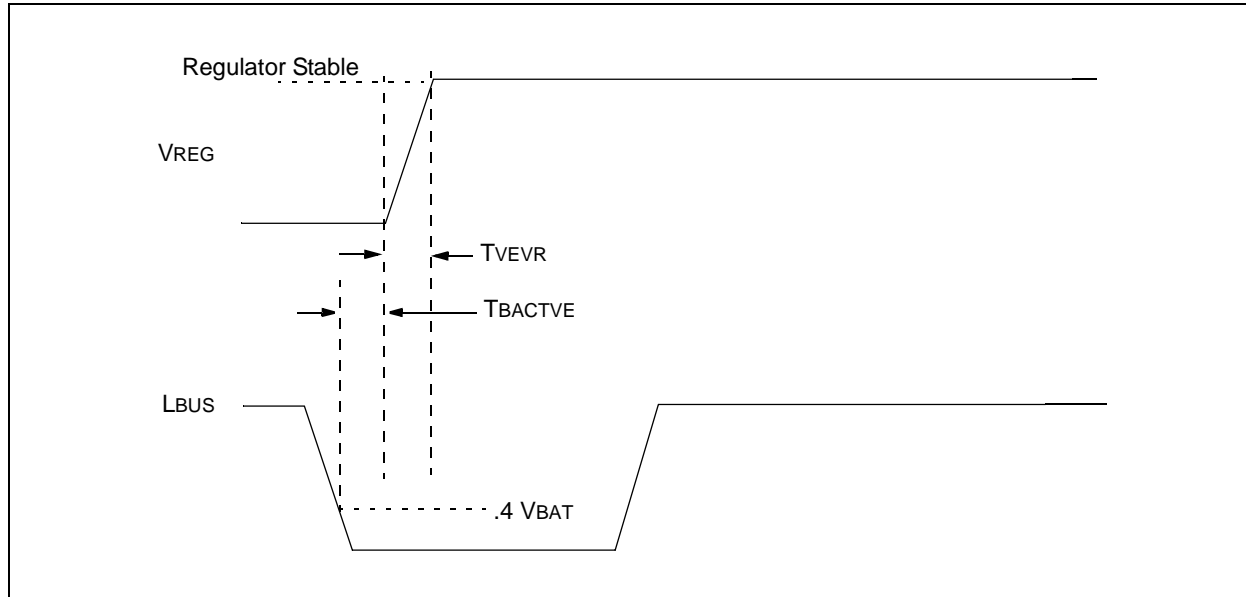 Regulator Stable
VREG
TVEVR
TBACTVE
LBUS
.4 VBAT